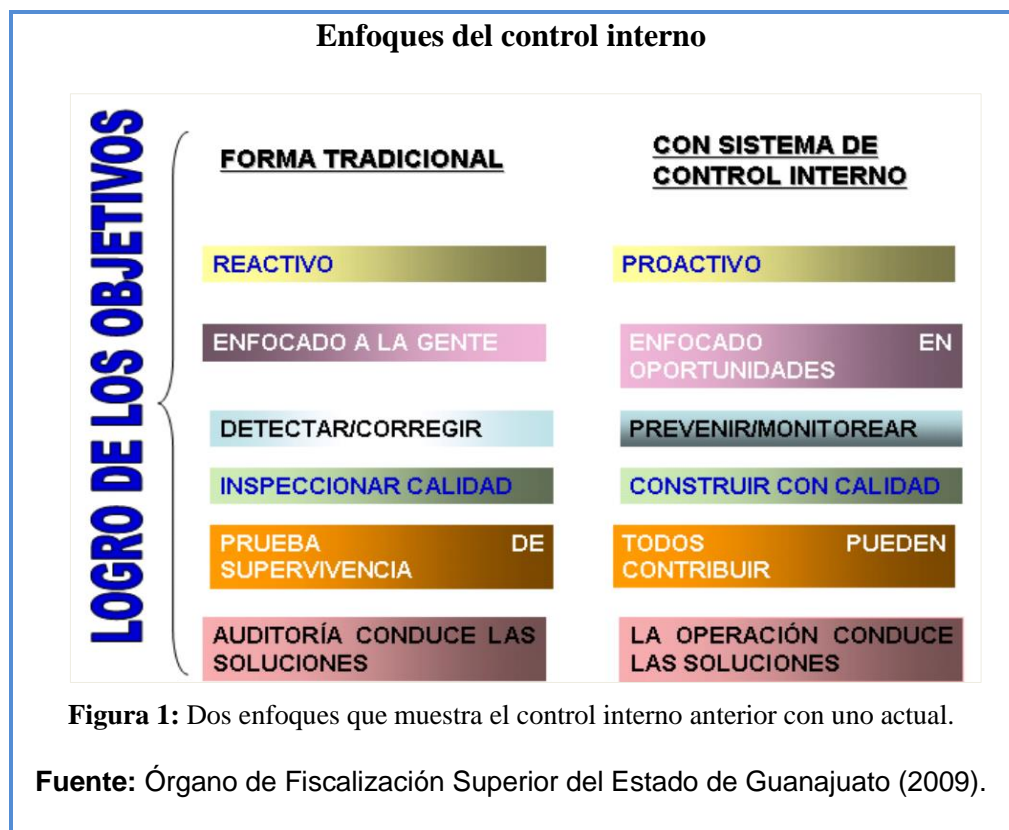 Enfoques del control interno
LOGRO DE LOS OBJETIVOS
FORMA TRADICIONAL
CON SISTEMA DE
CONTROL INTERNO
REACTIVO
PROACTIVO
ENFOCADO A LA GENTE
ENFOCADO EN
OPORTUNIDADES
DETECTAR/CORREGIR
PREVENIR/MONITOREAR
INSPECCIONAR CALIDAD
CONSTRUIR CON CALIDAD
PRUEBA DE
SUPERVIVENCIA
TODOS PUEDEN
CONTRIBUIR
AUDITORÍA CONDUCE LAS
SOLUCIONES
LA OPERACIÓN CONDUCE
LAS SOLUCIONES
Figura 1: Dos enfoques que muestra el control interno anterior con uno actual.
Fuente: Órgano de Fiscalización Superior del Estado de Guanajuato (2009).